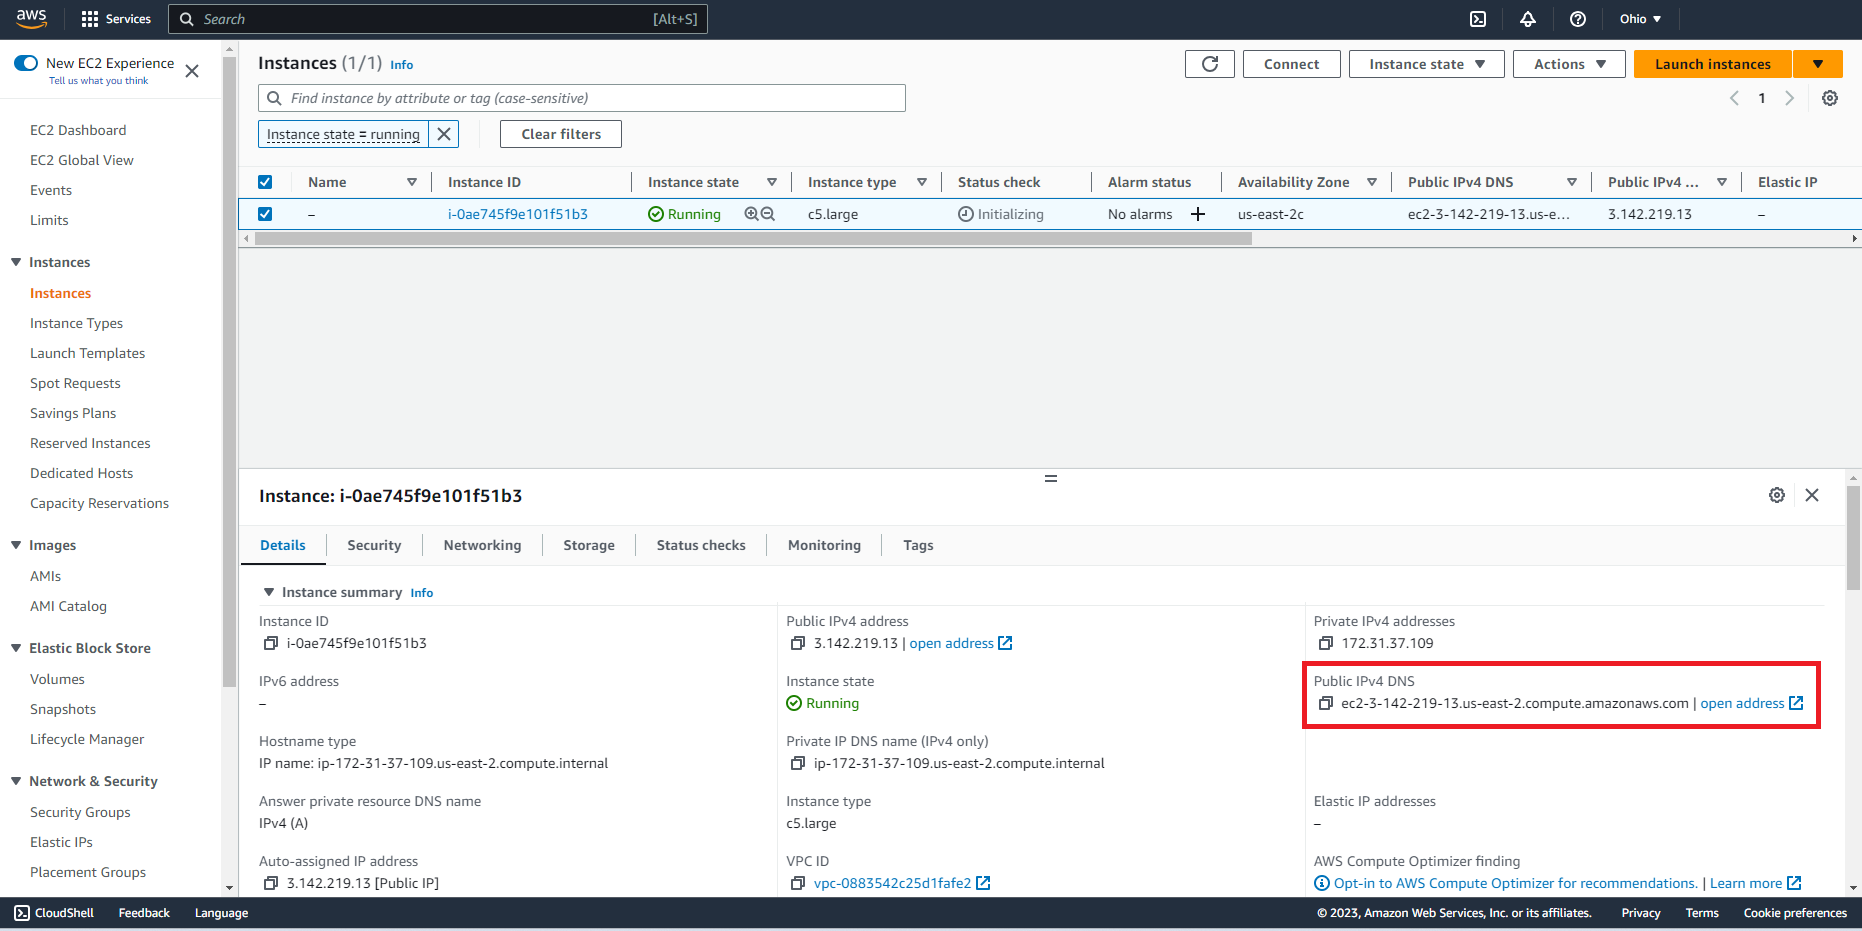 aws Services Search [Alt+S] Ohio
New EC2 Experience
Tell us what you think
EC2 Dashboard
EC2 Global View
Events
Limits
Instances
Instances
Instance Types
Launch Templates
Spot Requests
Savings Plans
Reserved Instances
Dedicated Hosts
Capacity Reservations
Images
AMIs
AMI Catalog
Elastic Block Store
Volumes
Snapshots
Lifecycle Manager
Network & Security
Security Groups
Elastic IPs
Placement Groups
Instances (1/1) Info Connect Instance state Actions Launch instances
Find instance by attribute or tag (case-sensitive) 1
Instance state = running Clear filters
Name Instance ID Instance state Instance type Status check Alarm status Availability Zone Public IPv4 DNS Public IPv4 ... Elastic IP
– i-0ae745f9e101f51b3 Running c5.large Initializing No alarms + us-east-2c ec2-3-142-219-13.us-e... 3.142.219.13 –
Instance: i-0ae745f9e101f51b3
Details Security Networking Storage Status checks Monitoring Tags
Instance summary Info
Instance ID Public IPv4 address Private IPv4 addresses
i-0ae745f9e101f51b3 3.142.219.13 | open address 172.31.37.109
IPv6 address Instance state Public IPv4 DNS
– Running ec2-3-142-219-13.us-east-2.compute.amazonaws.com | open address
Hostname type Private IP DNS name (IPv4 only)
IP name: ip-172-31-37-109.us-east-2.compute.internal ip-172-31-37-109.us-east-2.compute.internal
Answer private resource DNS name Instance type Elastic IP addresses
IPv4 (A) c5.large –
Auto-assigned IP address VPC ID AWS Compute Optimizer finding
3.142.219.13 [Public IP] vpc-0883542c25d1fafe2 Opt-in to AWS Compute Optimizer for recommendations. | Learn more
CloudShell Feedback Language © 2023, Amazon Web Services, Inc. or its affiliates. Privacy Terms Cookie preferences